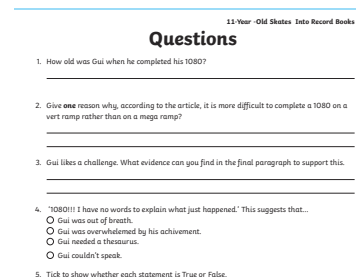 11-Year -Old Skates Into Record Books
Questions
1. How old was Gui when he completed his 1080?
2. Give one reason why, according to the article, it is more difficult to complete a 1080 on a
vert ramp rather than on a mega ramp?
3. Gui likes a challenge. What evidence can you find in the final paragraph to support this.
4. '1080!!! I have no words to explain what just happened.' This suggests that...
Gui was out of breath.
Gui was overwhelemed by his achivement.
Gui needed a thesaurus.
Gui couldn't speak.
5. Tick to show whether each statement is True or False.